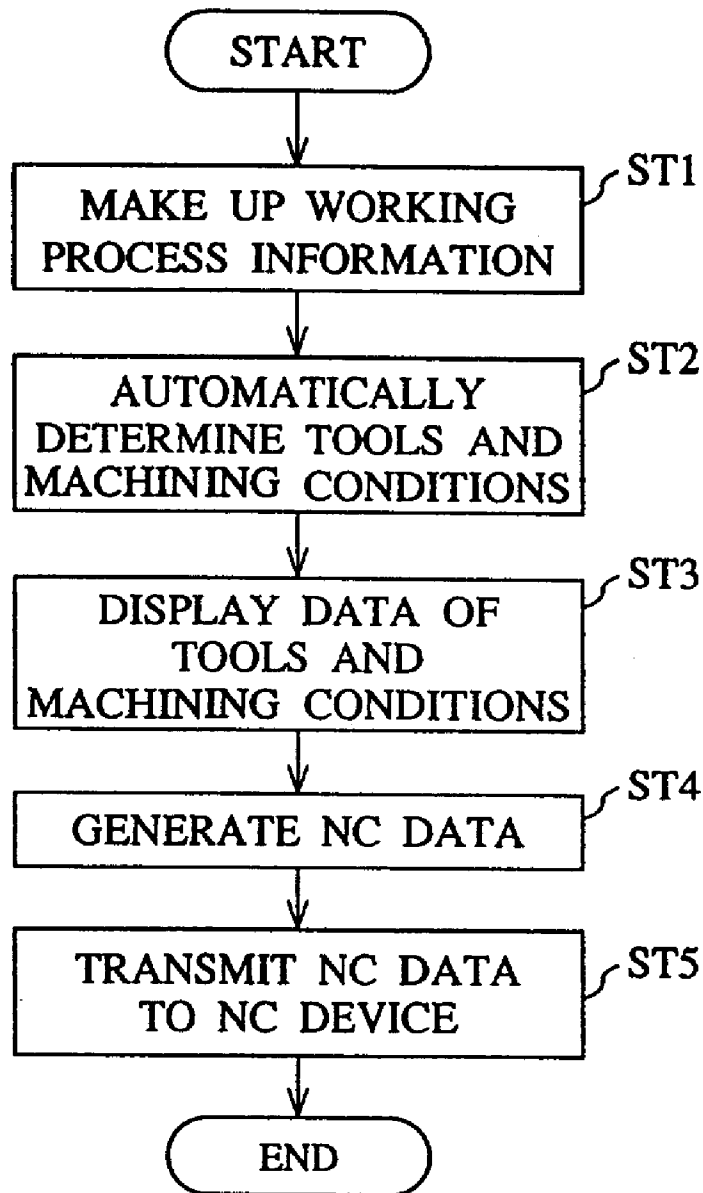 START
ST1
MAKE UP WORKING
PROCESS INFORMATION
ST2
AUTOMATICALLY
DETERMINE TOOLS AND
MACHINING CONDITIONS
ST3
DISPLAY DATA OF
TOOLS AND
MACHINING CONDITIONS
ST4
GENERATE NC DATA
ST5
TRANSMIT NC DATA
TO NC DEVICE
END